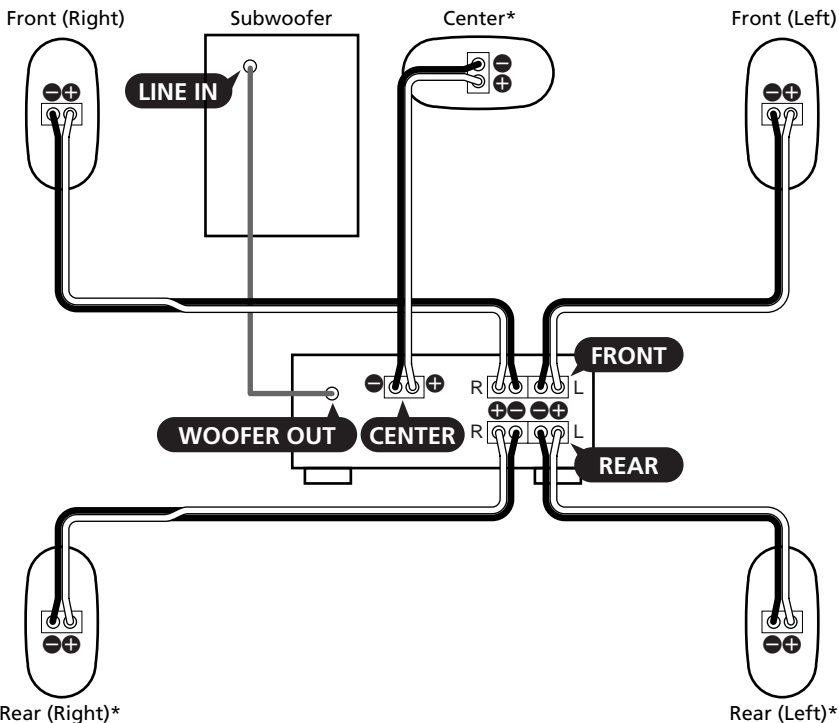 Front (Right)
Subwoofer
Center*
Front (Left)
LINE IN
FRONT
R
L
WOOFER OUT
CENTER
R
L
REAR
Rear (Right)*
Rear (Left)*